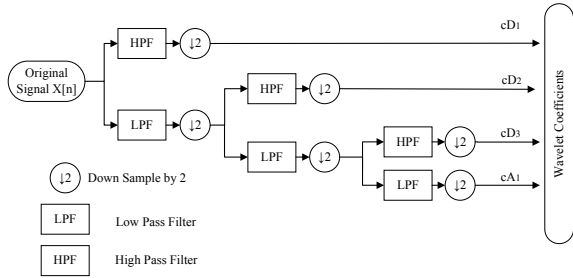 HPF
↓2
cD1
Original
Signal X[n]
HPF
↓2
cD2
LPF
↓2
HPF
↓2
cD3
LPF
↓2
LPF
↓2
cA1
Wavelet Coefficients
↓2 Down Sample by 2
LPF Low Pass Filter
HPF High Pass Filter